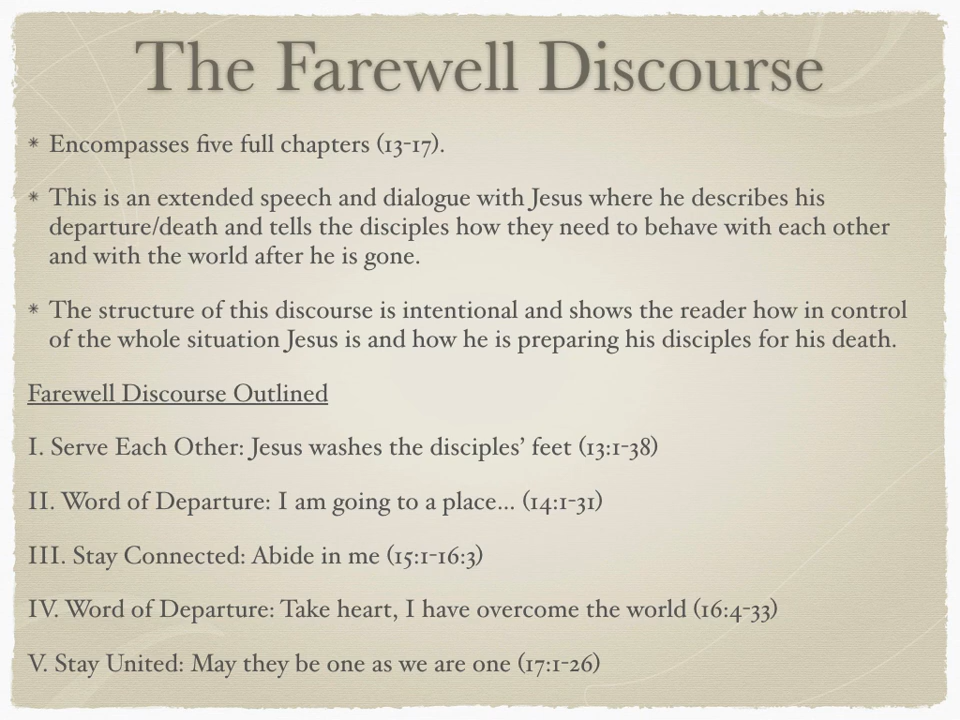 The Farewell Discourse
* Encompasses five full chapters (13-17).
* This is an extended speech and dialogue with Jesus where he describes his
departure/death and tells the disciples how they need to behave with each other
and with the world after he is gone.
* The structure of this discourse is intentional and shows the reader how in control
of the whole situation Jesus is and how he is preparing his disciples for his death.
Farewell Discourse Outlined
I. Serve Each Other: Jesus washes the disciples’ feet (13:1-38)
II. Word of Departure: I am going to a place... (14:1-31)
III. Stay Connected: Abide in me (15:1-16:3)
IV. Word of Departure: Take heart, I have overcome the world (16:4-33)
V. Stay United: May they be one as we are one (17:1-26)